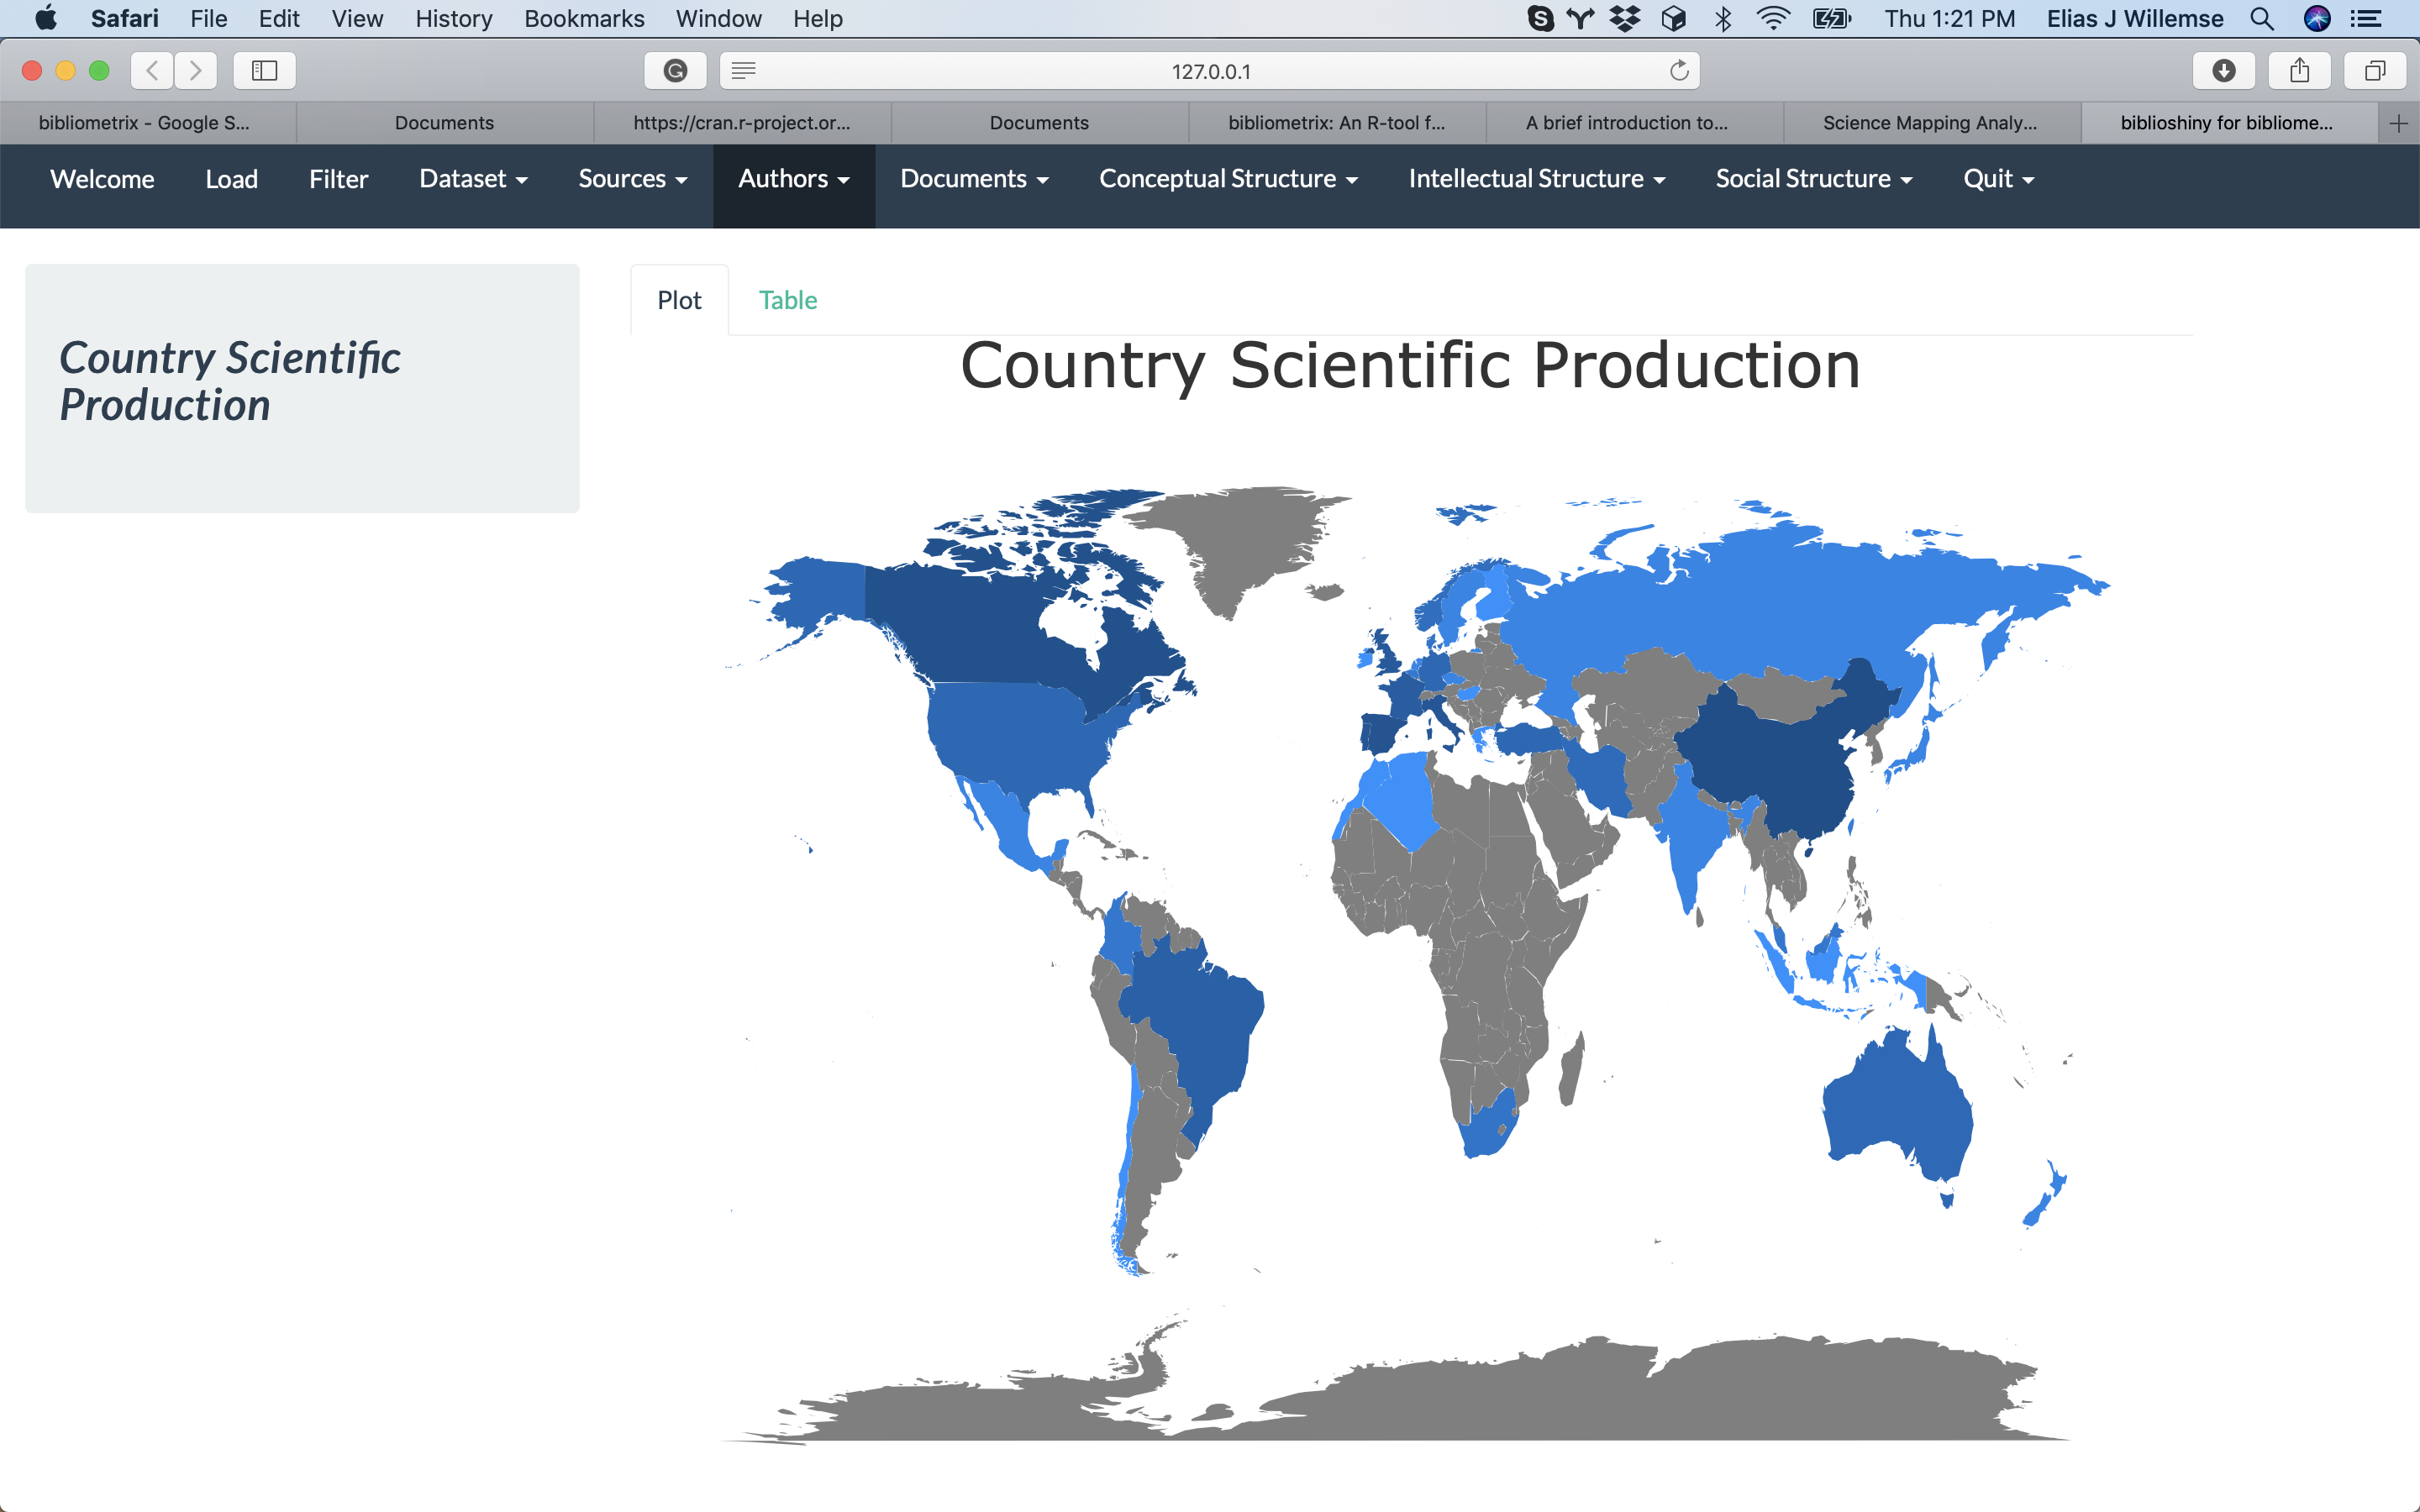 Safari File Edit View History Bookmarks Window Help Thu 1:21 PM Elias J Willemse
127.0.0.1
bibliometrix - Google S... Documents https://cran.r-project.or... Documents bibliometrix: An R-tool f... A brief introduction to... Science Mapping Analy... biblioshiny for bibliome...
Welcome Load Filter Dataset Sources Authors Documents Conceptual Structure Intellectual Structure Social Structure Quit
Country Scientific
Production
Plot Table
Country Scientific Production